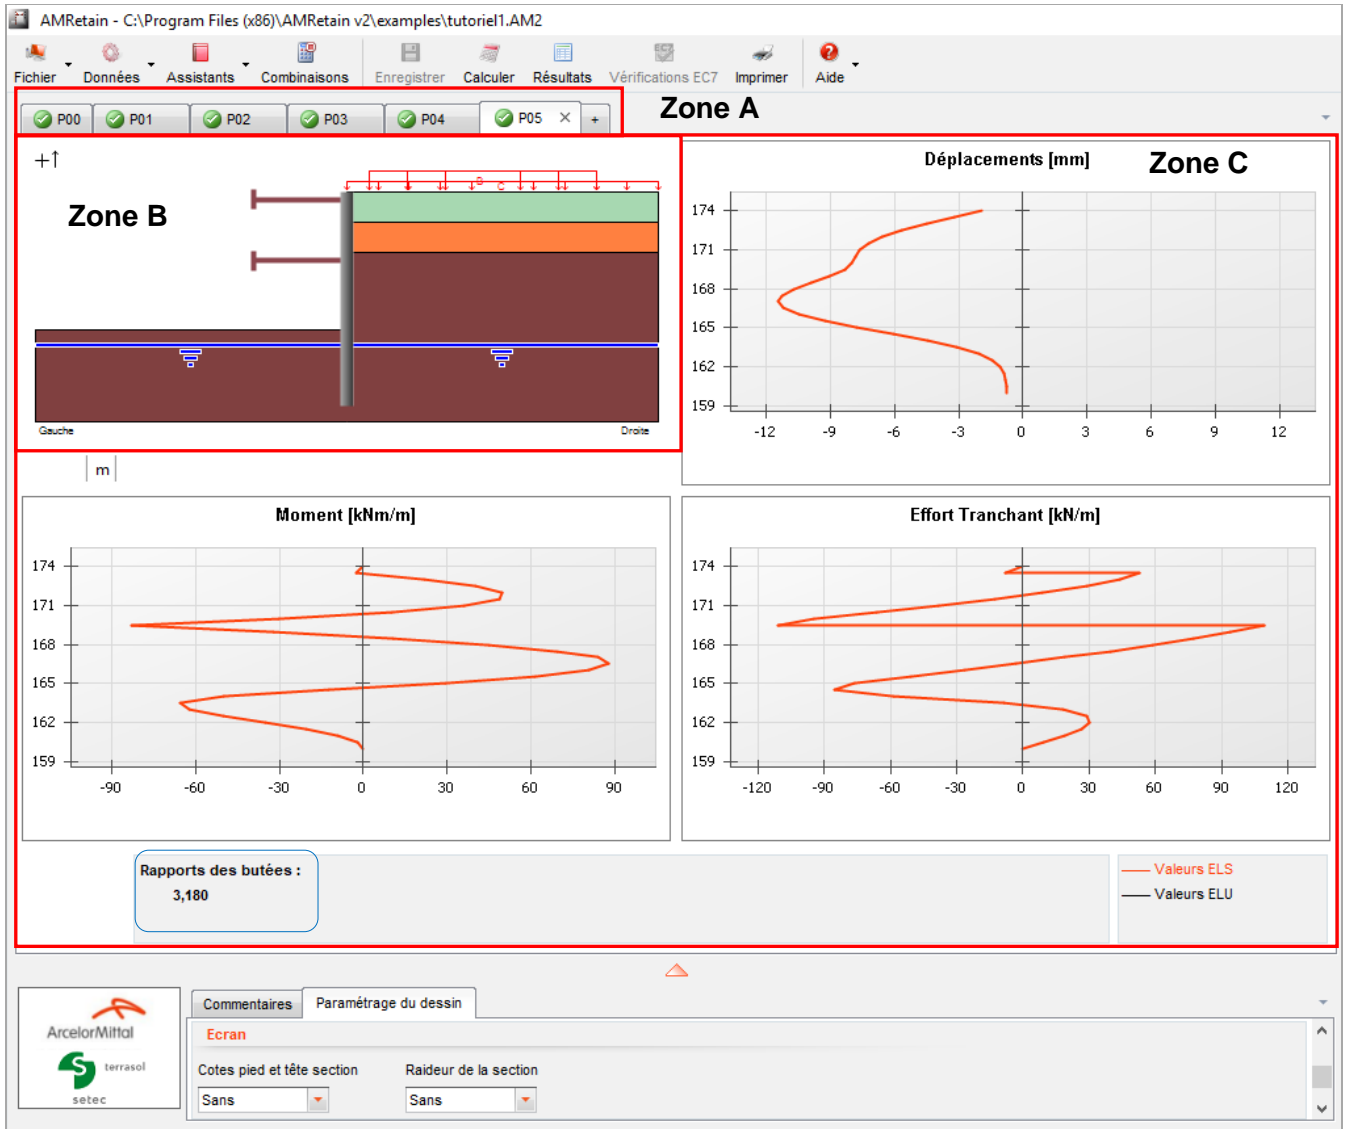 AMRetain - C:\Program Files (x86)\AMRetain v2\examples\tutoriel1.AM2
Fichier Données Assistants Combinaisons Enregistrer Calculer Résultats Vérifications EC7 Imprimer Aide
Zone A
P00 P01 P02 P03 P04 P05 × +
Zone B
B C
Gauche Droite
m
Déplacements [mm]
Zone C
174
171
168
165
162
159
-12 -9 -6 -3 0 3 6 9 12
Moment [kNm/m]
174
171
168
165
162
159
-90 -60 -30 0 30 60 90
Effort Tranchant [kN/m]
174
171
168
165
162
159
-120 -90 -60 -30 0 30 60 90 120
Rapports des butées :
3,180
Valeurs ELS
Valeurs ELU
ArcelorMittal
terrasol
setec
Commentaires Paramétrage du dessin
Ecran
Cotes pied et tête section Raideur de la section
Sans Sans